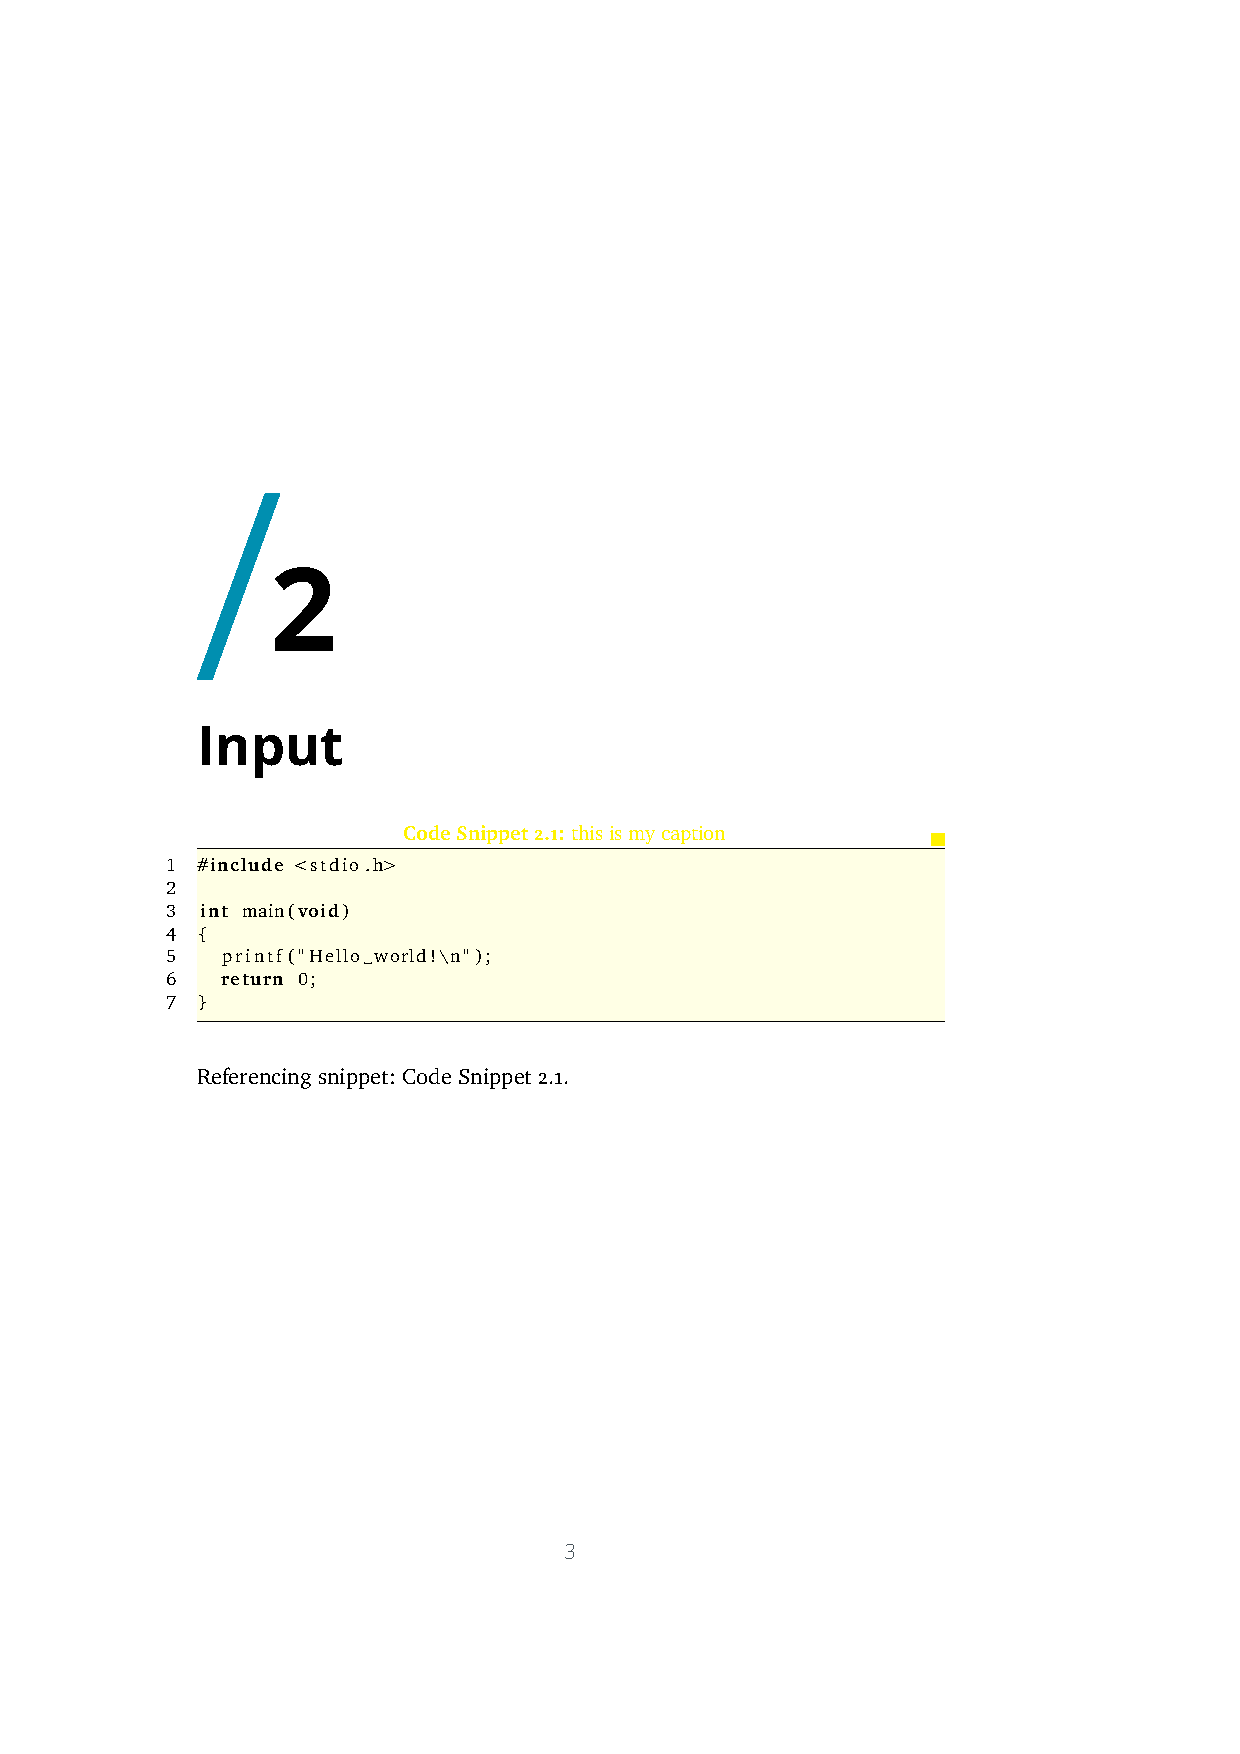 2
Input
Code Snippet 2.1: this is my caption
1 #include <stdio.h>
2
3 int main(void)
4 {
5   printf("Hello␣world!\n");
6   return 0;
7 }
Referencing snippet: Code Snippet 2.1.
3